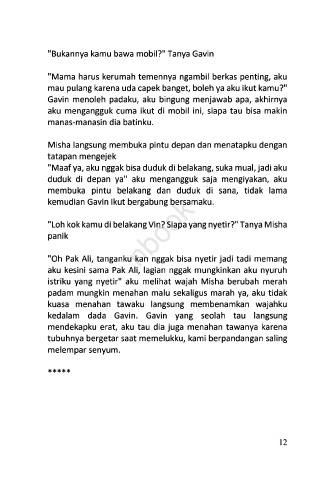 "Bukannya kamu bawa mobil?" Tanya Gavin
"Mama harus kerumah temennya ngambil berkas penting, aku
mau pulang karena uda capek banget, boleh ya aku ikut kamu?"
Gavin menoleh padaku, aku bingung menjawab apa, akhirnya
aku mengangguk cuma ikut di mobil ini, siapa tau bisa makin
manas-manasin dia batinku.
Misha langsung membuka pintu depan dan menatapku dengan
tatapan mengejek
"Maaf ya, aku nggak bisa duduk di belakang, suka mual, jadi aku
duduk di depan ya" aku mengangguk saja mengiyakan, aku
membuka pintu belakang dan duduk di sana, tidak lama
kemudian Gavin ikut bergabung bersamaku.
"Loh kok kamu di belakang Vin? Siapa yang nyetir?" Tanya Misha
panik
"Oh Pak Ali, tanganku kan nggak bisa nyetir jadi tadi memang
aku kesini sama Pak Ali, lagian nggak mungkinkan aku nyuruh
istriku yang nyetir" aku melihat wajah Misha berubah merah
padam mungkin menahan malu sekaligus marah ya, aku tidak
kuasa menahan tawaku langsung membenamkan wajahku
kedalam dada Gavin. Gavin yang seolah tau langsung
mendekapku erat, aku tau dia juga menahan tawanya karena
tubuhnya bergetar saat memelukku, kami berpandangan saling
melempar senyum.
*****
12